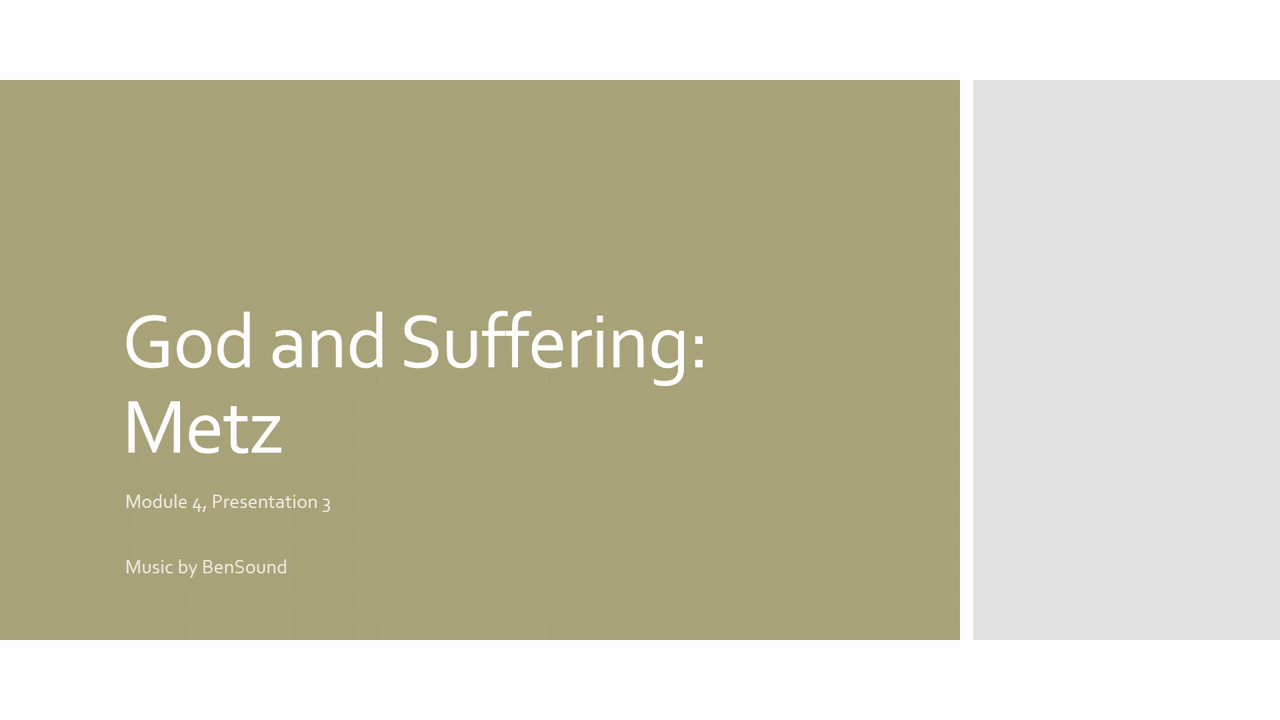 God and Suffering:
Metz
Module 4, Presentation 3
Music by BenSound